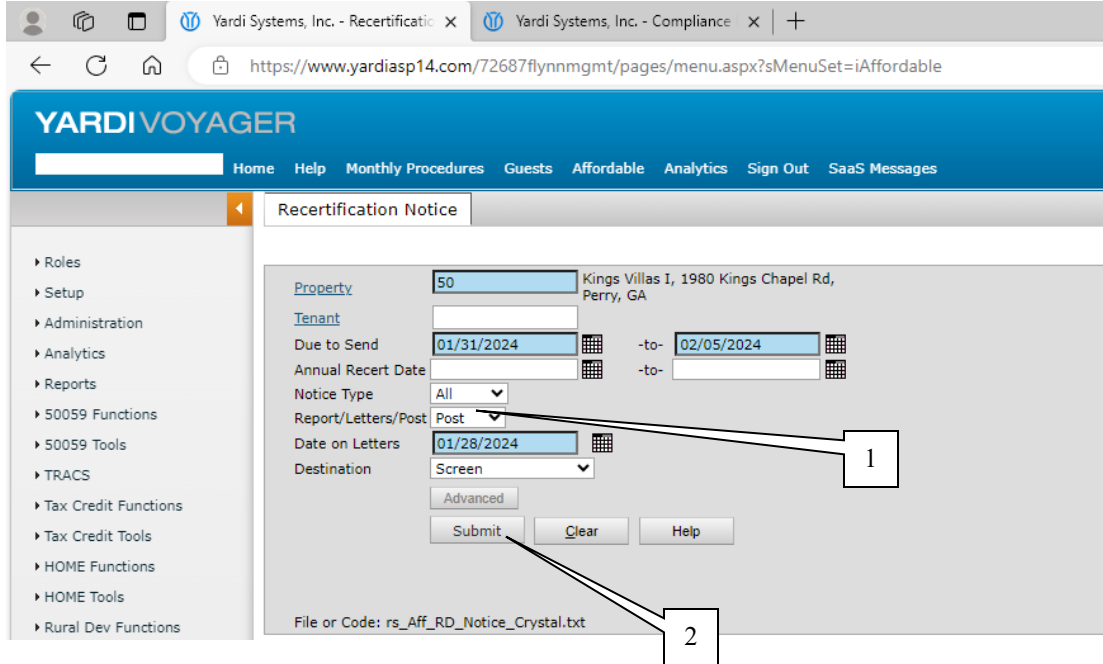 Yardi Systems, Inc. - Recertificatio
Yardi Systems, Inc. - Compliance
https://www.yardiasp14.com/72687flynnmgmt/pages/menu.aspx?sMenuSet=iAffordable
YARDI VOYAGER
Home Help Monthly Procedures Guests Affordable Analytics Sign Out SaaS Messages
Recertification Notice
Roles
Setup
Administration
Analytics
Reports
50059 Functions
50059 Tools
TRACS
Tax Credit Functions
Tax Credit Tools
HOME Functions
HOME Tools
Rural Dev Functions
Property 50 Kings Villas I, 1980 Kings Chapel Rd,
Perry, GA
Tenant
Due to Send 01/31/2024 -to- 02/05/2024
Annual Recert Date -to-
Notice Type All
Report/Letters/Post Post
Date on Letters 01/28/2024
Destination Screen
Advanced
Submit Clear Help
File or Code: rs_Aff_RD_Notice_Crystal.txt
1
2